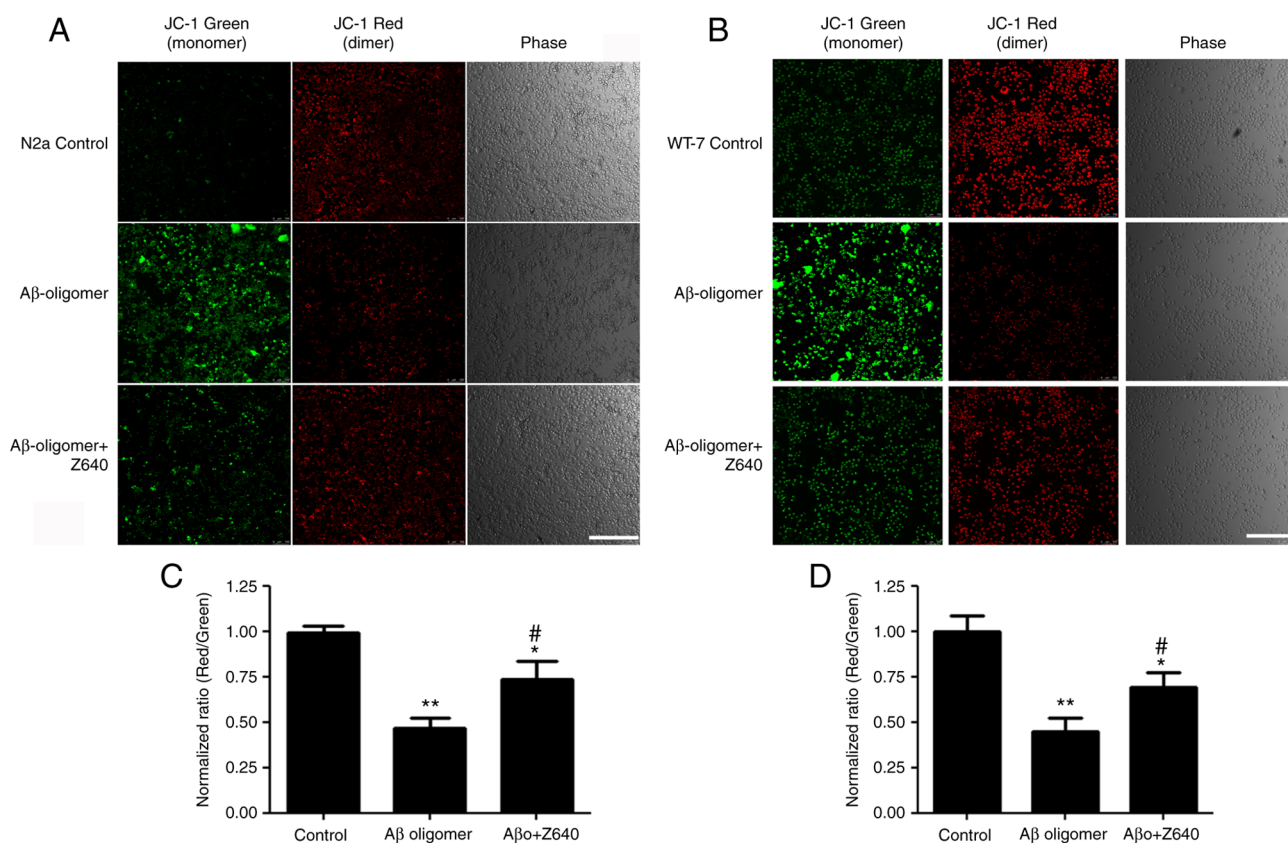 A
JC-1 Green
(monomer)
JC-1 Red
(dimer)
Phase
N2a Control
Aβ-oligomer
Aβ-oligomer+
Z640
B
JC-1 Green
(monomer)
JC-1 Red
(dimer)
Phase
WT-7 Control
Aβ-oligomer
Aβ-oligomer+
Z640
C
Normalized ratio (Red/Green)
1.25
1.00
0.75
0.50
0.25
0.00
**
#
*
Control
Aβ oligomer
Aβo+Z640
D
Normalized ratio (Red/Green)
1.25
1.00
0.75
0.50
0.25
0.00
**
#
*
Control
Aβ oligomer
Aβo+Z640